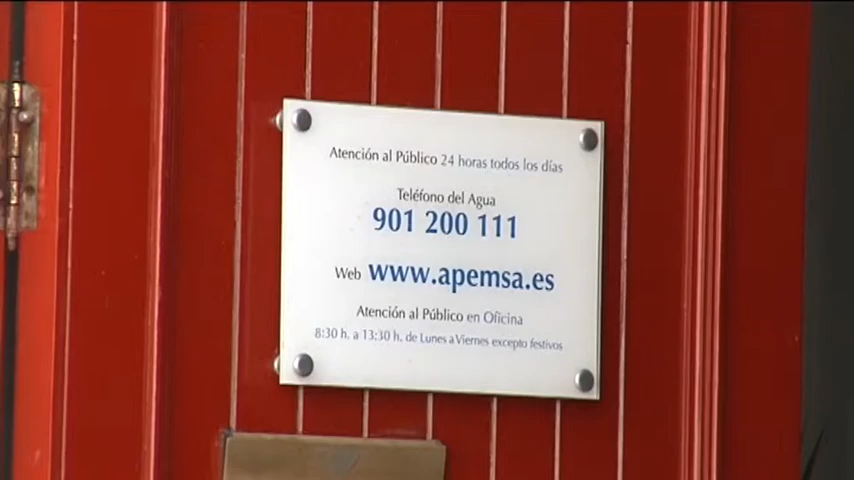 Atención al Público 24 horas todos los días
Teléfono del Agua
901 200 111
Web www.apemsa.es
Atención al Público en Oficina
8:30 h. a 13:30 h. de Lunes a Viernes excepto festivos